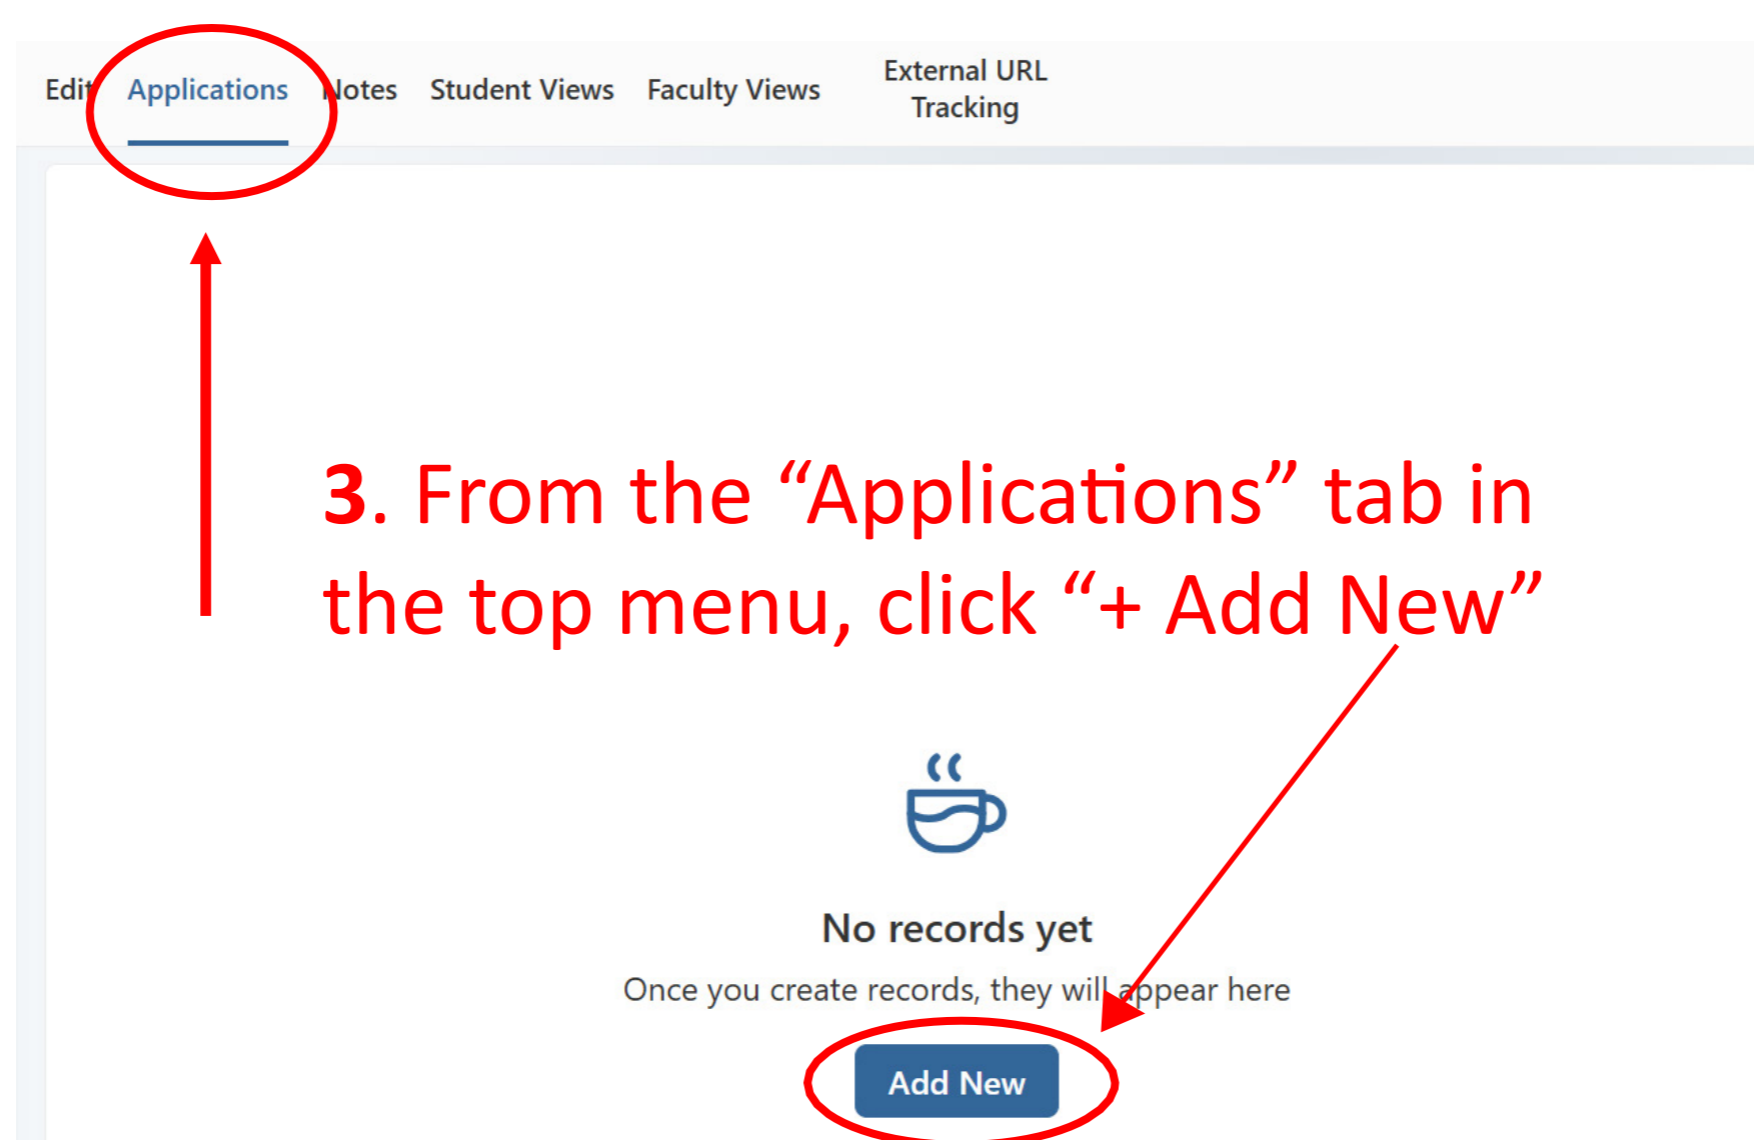 Edit Applications Notes Student Views Faculty Views External URL
Tracking
3. From the “Applications” tab in
the top menu, click “+ Add New”
No records yet
Once you create records, they will appear here
Add New